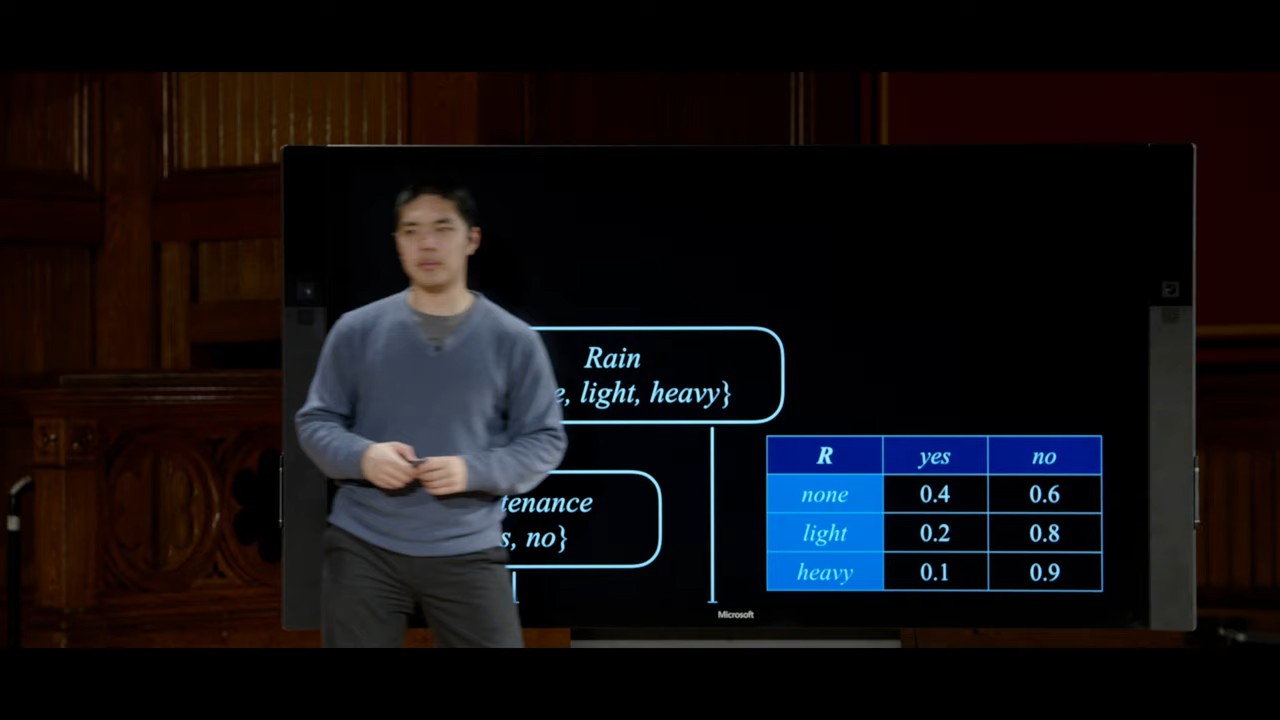 Rain
e, light, heavy}
tenance
s, no}
R yes no
none 0.4 0.6
light 0.2 0.8
heavy 0.1 0.9
Microsoft